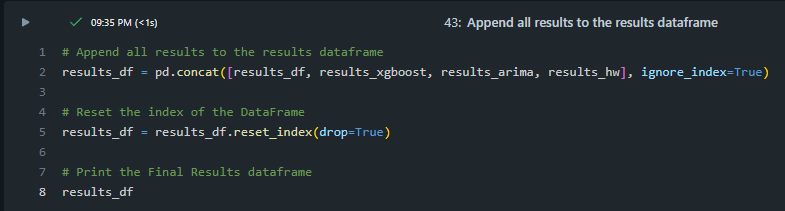 09:35 PM (<1s)
43: Append all results to the results dataframe
1 # Append all results to the results dataframe
2 results_df = pd.concat([results_df, results_xgboost, results_arima, results_hw], ignore_index=True)
3
4 # Reset the index of the DataFrame
5 results_df = results_df.reset_index(drop=True)
6
7 # Print the Final Results dataframe
8 results_df